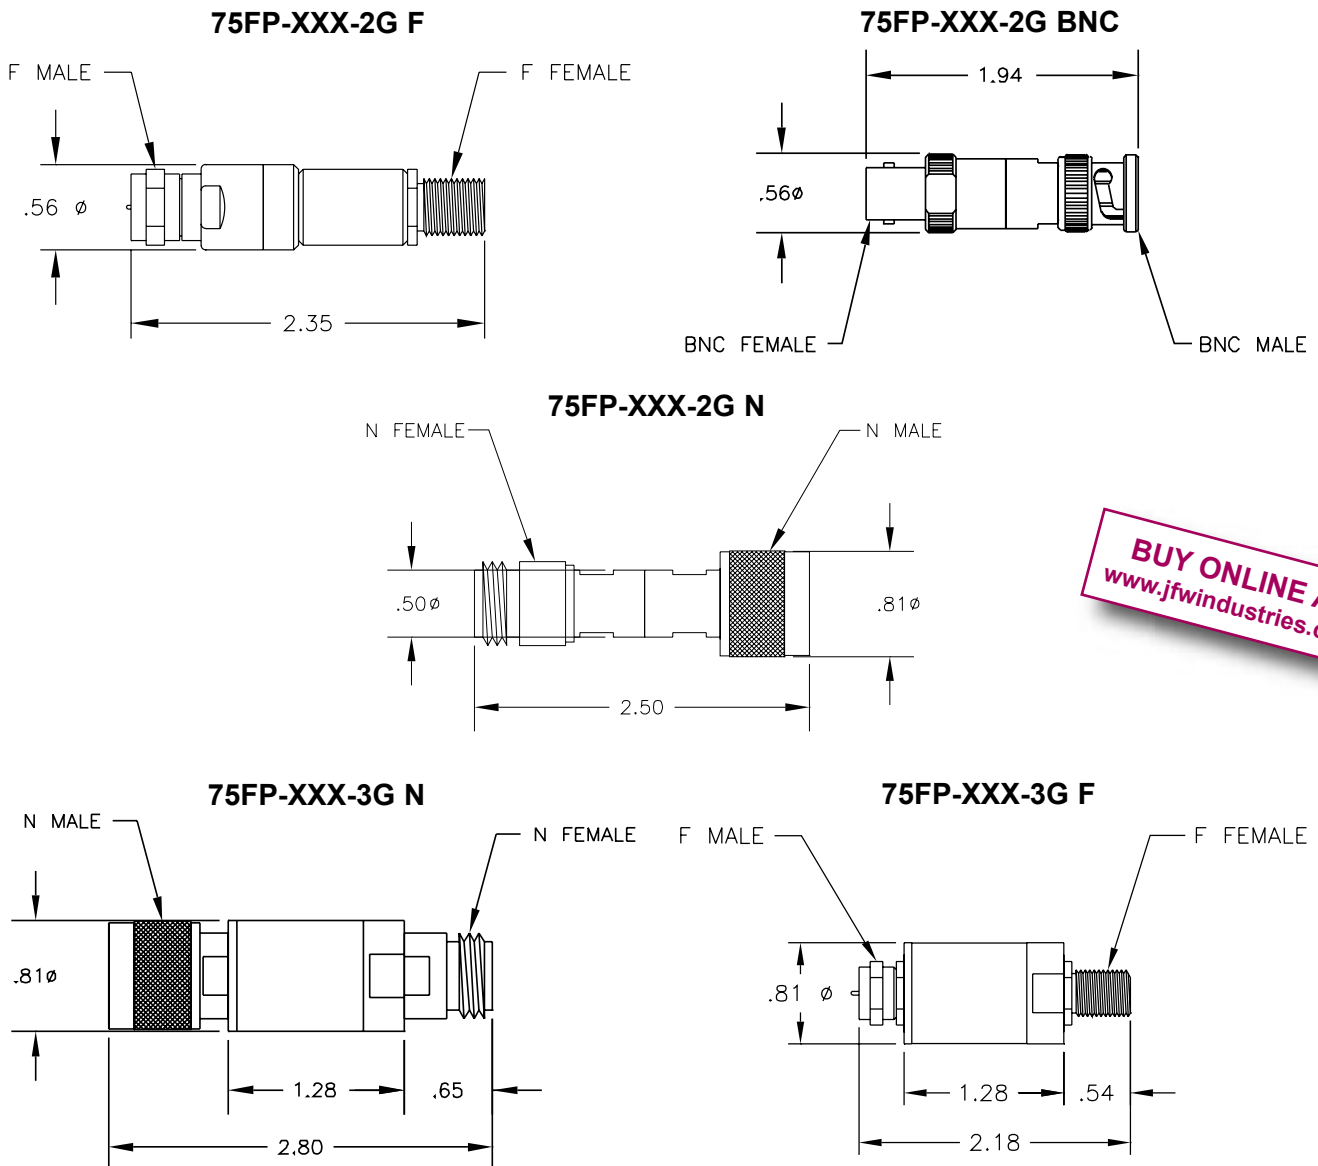 75FP-XXX-2G F
F MALE
F FEMALE
.56 ø
2.35
75FP-XXX-2G BNC
1.94
.56ø
BNC FEMALE
BNC MALE
75FP-XXX-2G N
N FEMALE
N MALE
.50ø
.81ø
2.50
BUY ONLINE A
www.jfwindustries.c
75FP-XXX-3G N
N MALE
N FEMALE
.81ø
1.28
.65
2.80
75FP-XXX-3G F
F MALE
F FEMALE
.81 ø
1.28
.54
2.18